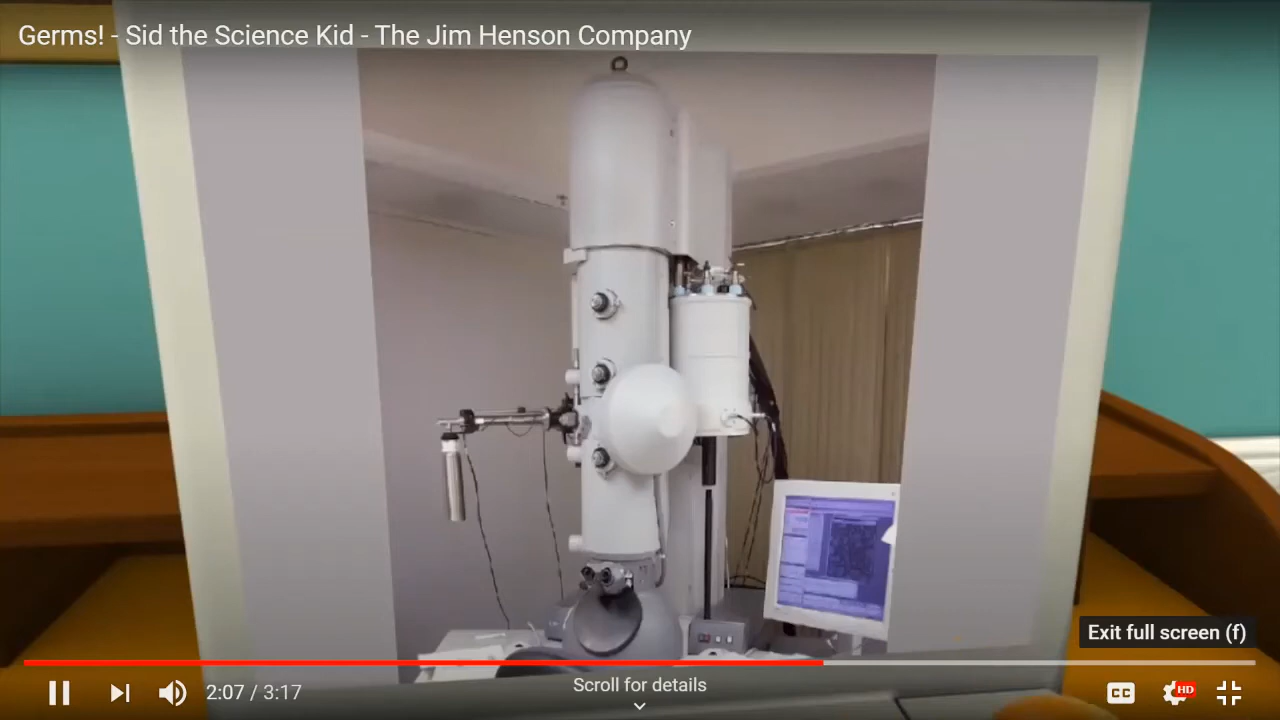 Germs! - Sid the Science Kid - The Jim Henson Company
Exit full screen (f)
2:07 / 3:17
Scroll for details
CC
HD